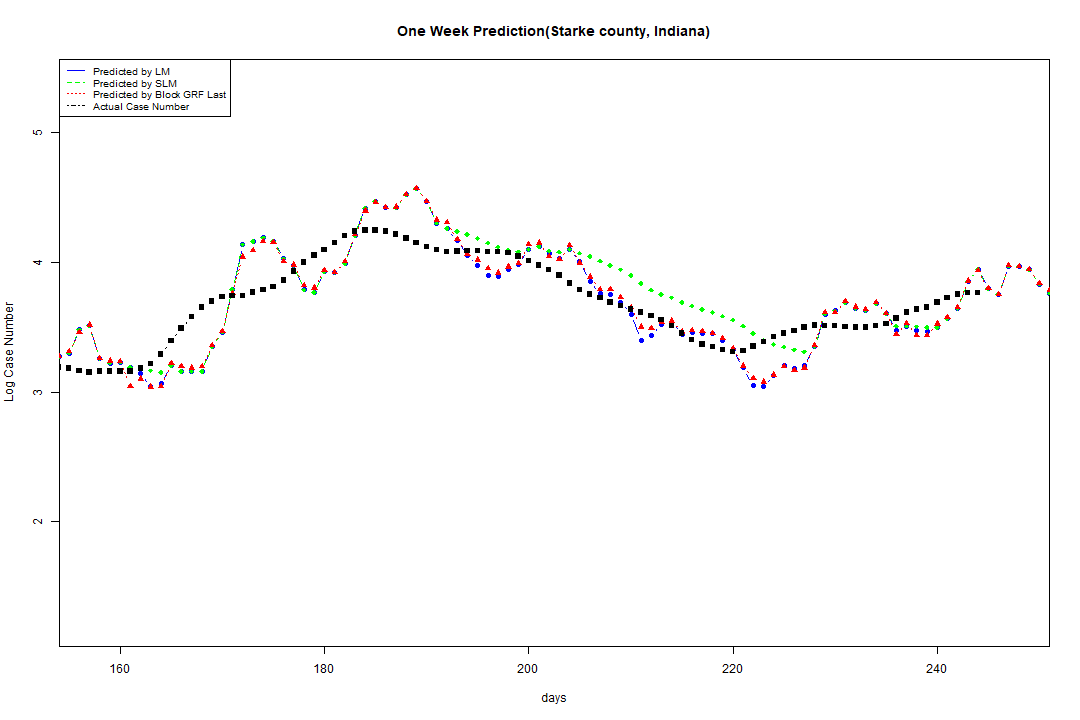 One Week Prediction(Starke county, Indiana)
Predicted by LM
Predicted by SLM
Predicted by Block GRF Last
Actual Case Number
5
4
3
2
Log Case Number
160 180 200 220 240
days